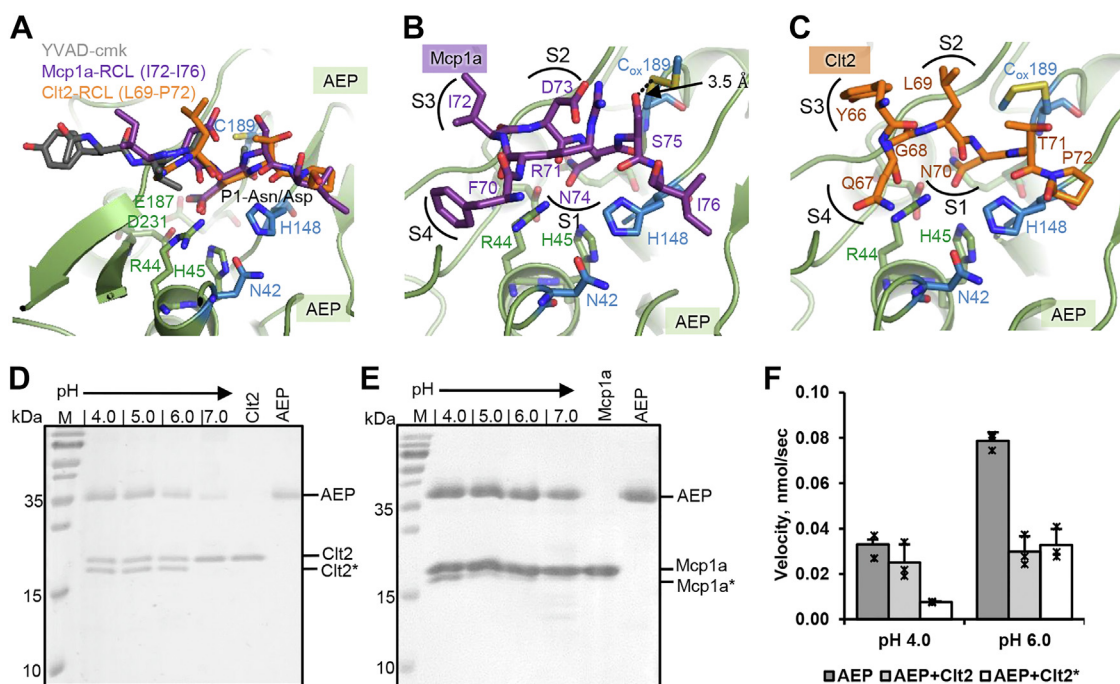 A
YVAD-cmk
Mcp1a-RCL (I72-I76)
Clt2-RCL (L69-P72)
AEP
C189
P1-Asn/Asp
E187
D231
H148
R44
H45
N42
AEP
B
Mcp1a
S2
Cox189
D73
3.5 Å
S3
I72
S75
R71
F70
N74
I76
S4
S1
H148
R44
H45
N42
AEP
C
Clt2
S2
Cox189
L69
S3
Y66
T71
G68
P72
N70
Q67
S4
S1
H148
R44
H45
N42
AEP
D
pH
kDa
M | 4.0 | 5.0 | 6.0 | 7.0 Clt2 AEP
35
AEP
Clt2
Clt2*
15
10
E
pH
kDa
M | 4.0 | 5.0 | 6.0 | 7.0 Mcp1a AEP
35
AEP
Mcp1a
Mcp1a*
15
10
F
Velocity, nmol/sec
0.10
0.08
0.06
0.04
0.02
0.00
pH 4.0 pH 6.0
AEP AEP+Clt2 AEP+Clt2*